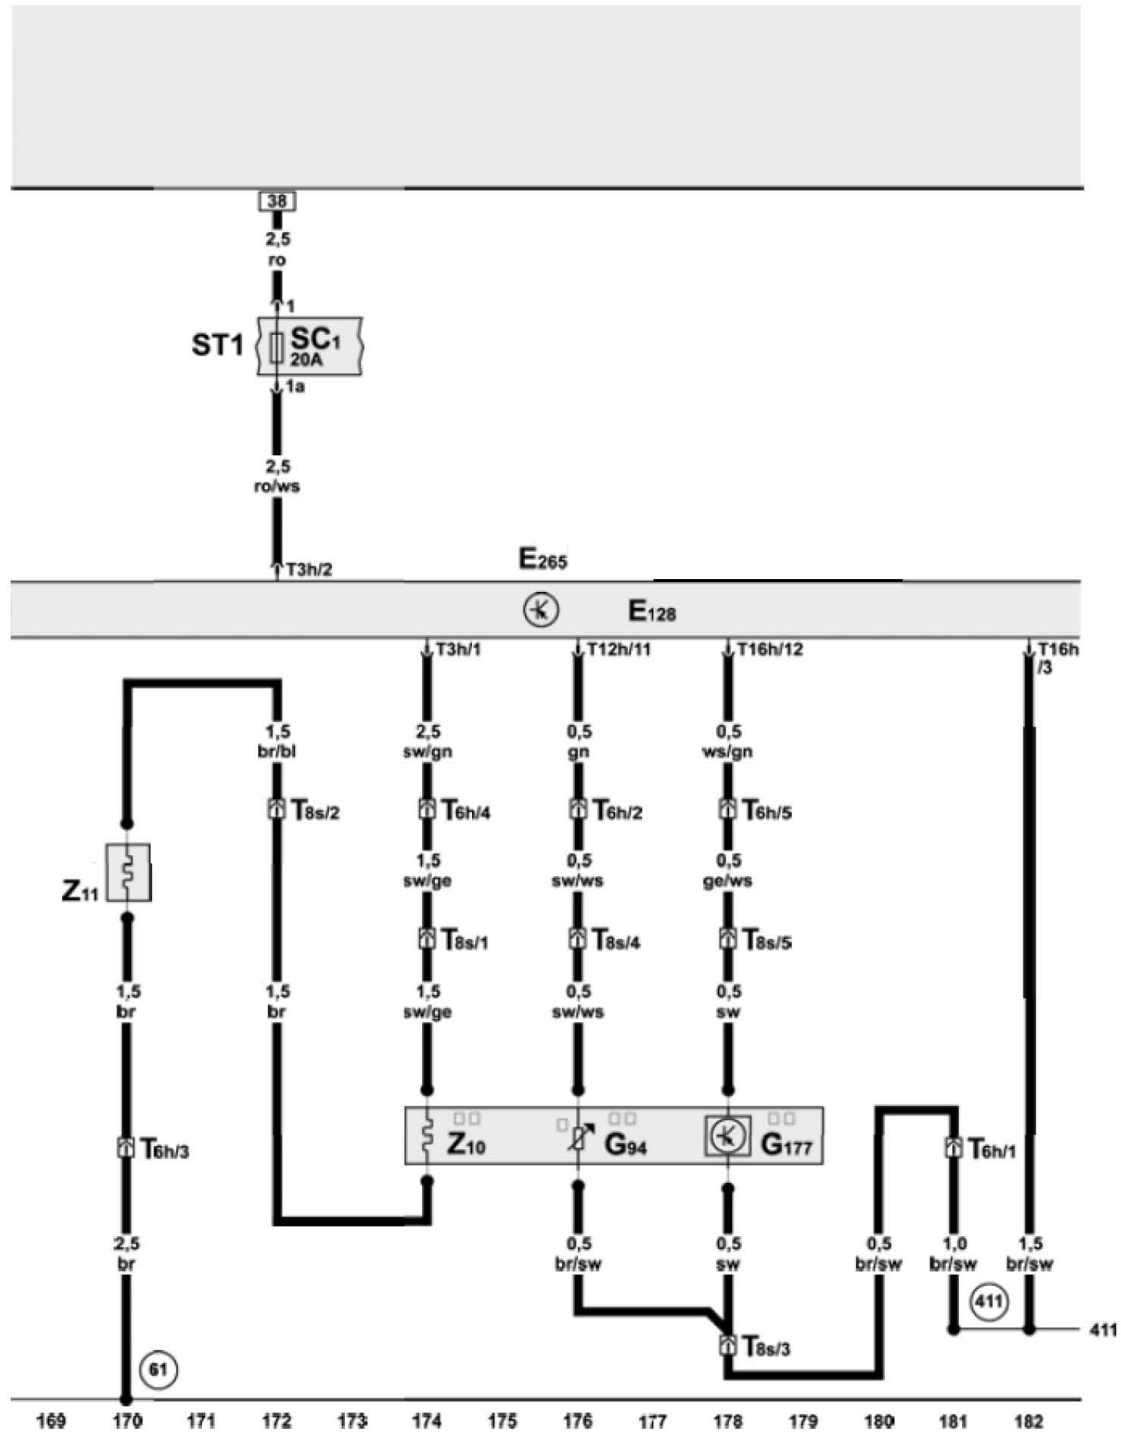 38
2,5
ro
1
ST1 SC1
20A
1a
2,5
ro/ws
T3h/2
E265
E128
T3h/1 T12h/11 T16h/12 T16h
/3
1,5 2,5 0,5 0,5
br/bl sw/gn gn ws/gn
T8s/2 T6h/4 T6h/2 T6h/5
1,5 0,5 0,5
sw/ge sw/ws ge/ws
Z11
T8s/1 T8s/4 T8s/5
1,5 1,5 1,5 0,5 0,5
br br sw/ge sw/ws sw
Z10 G94 G177
T6h/3 T6h/1
2,5 0,5 0,5 0,5 1,0 1,5
br br/sw sw br/sw br/sw br/sw
411
411
T8s/3
61
169 170 171 172 173 174 175 176 177 178 179 180 181 182